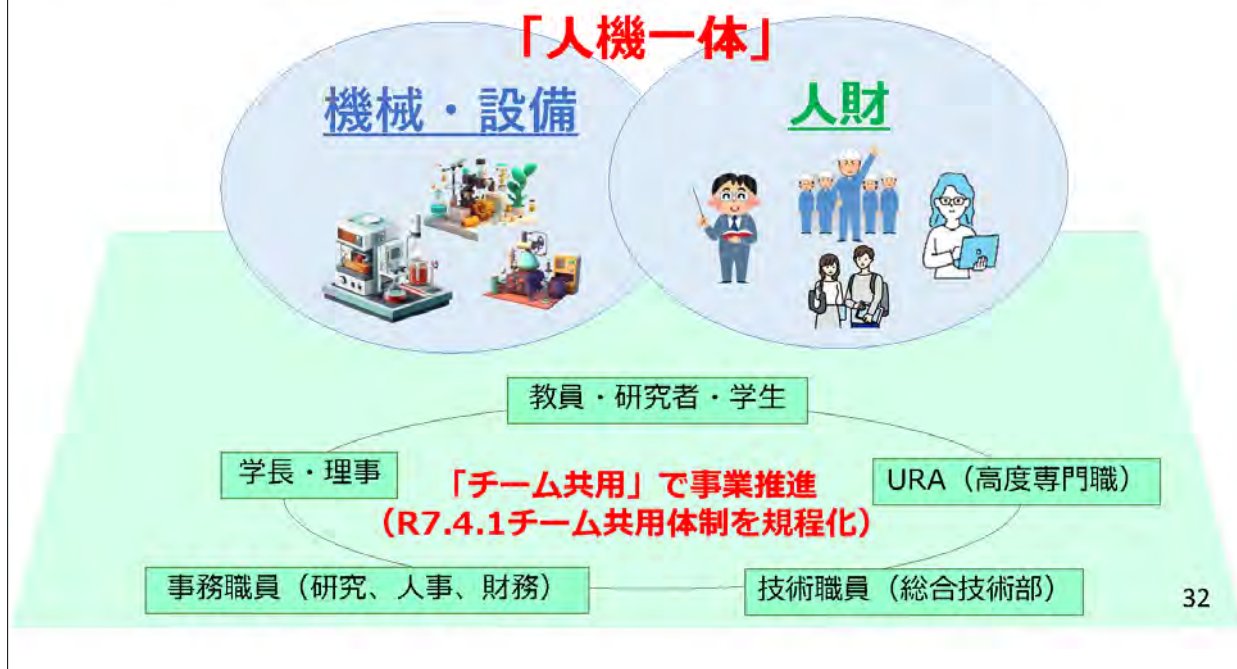 「人機一体」
機械・設備
人財
教員・研究者・学生
学長・理事
「チーム共用」で事業推進
（R7.4.1チーム共用体制を規程化）
URA（高度専門職）
事務職員（研究、人事、財務）
技術職員（総合技術部）
32